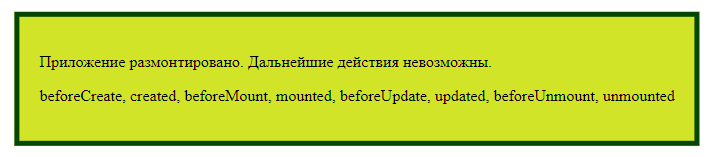 Приложение размонтировано. Дальнейшие действия невозможны.
beforeCreate, created, beforeMount, mounted, beforeUpdate, updated, beforeUnmount, unmounted